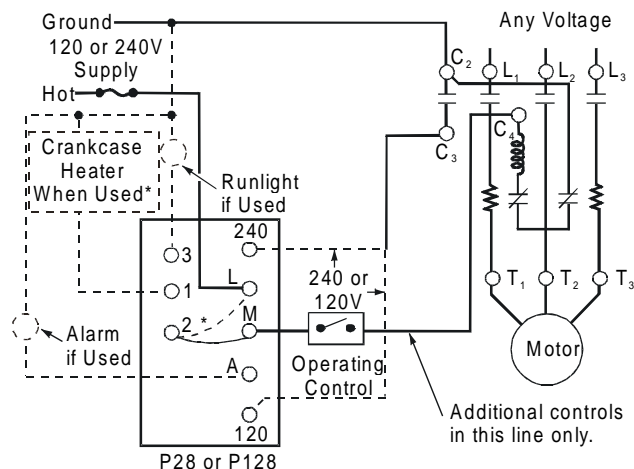 Ground
120 or 240V
Supply
Hot
Any Voltage
C2
L1
L2
L3
C4
C3
Crankcase
Heater
When Used*
Runlight
if Used
240
3
L
1
240 or
120V
2 *
M
Alarm
if Used
A
Operating
Control
120
T1
T2
T3
Motor
Additional controls
in this line only.
P28 or P128